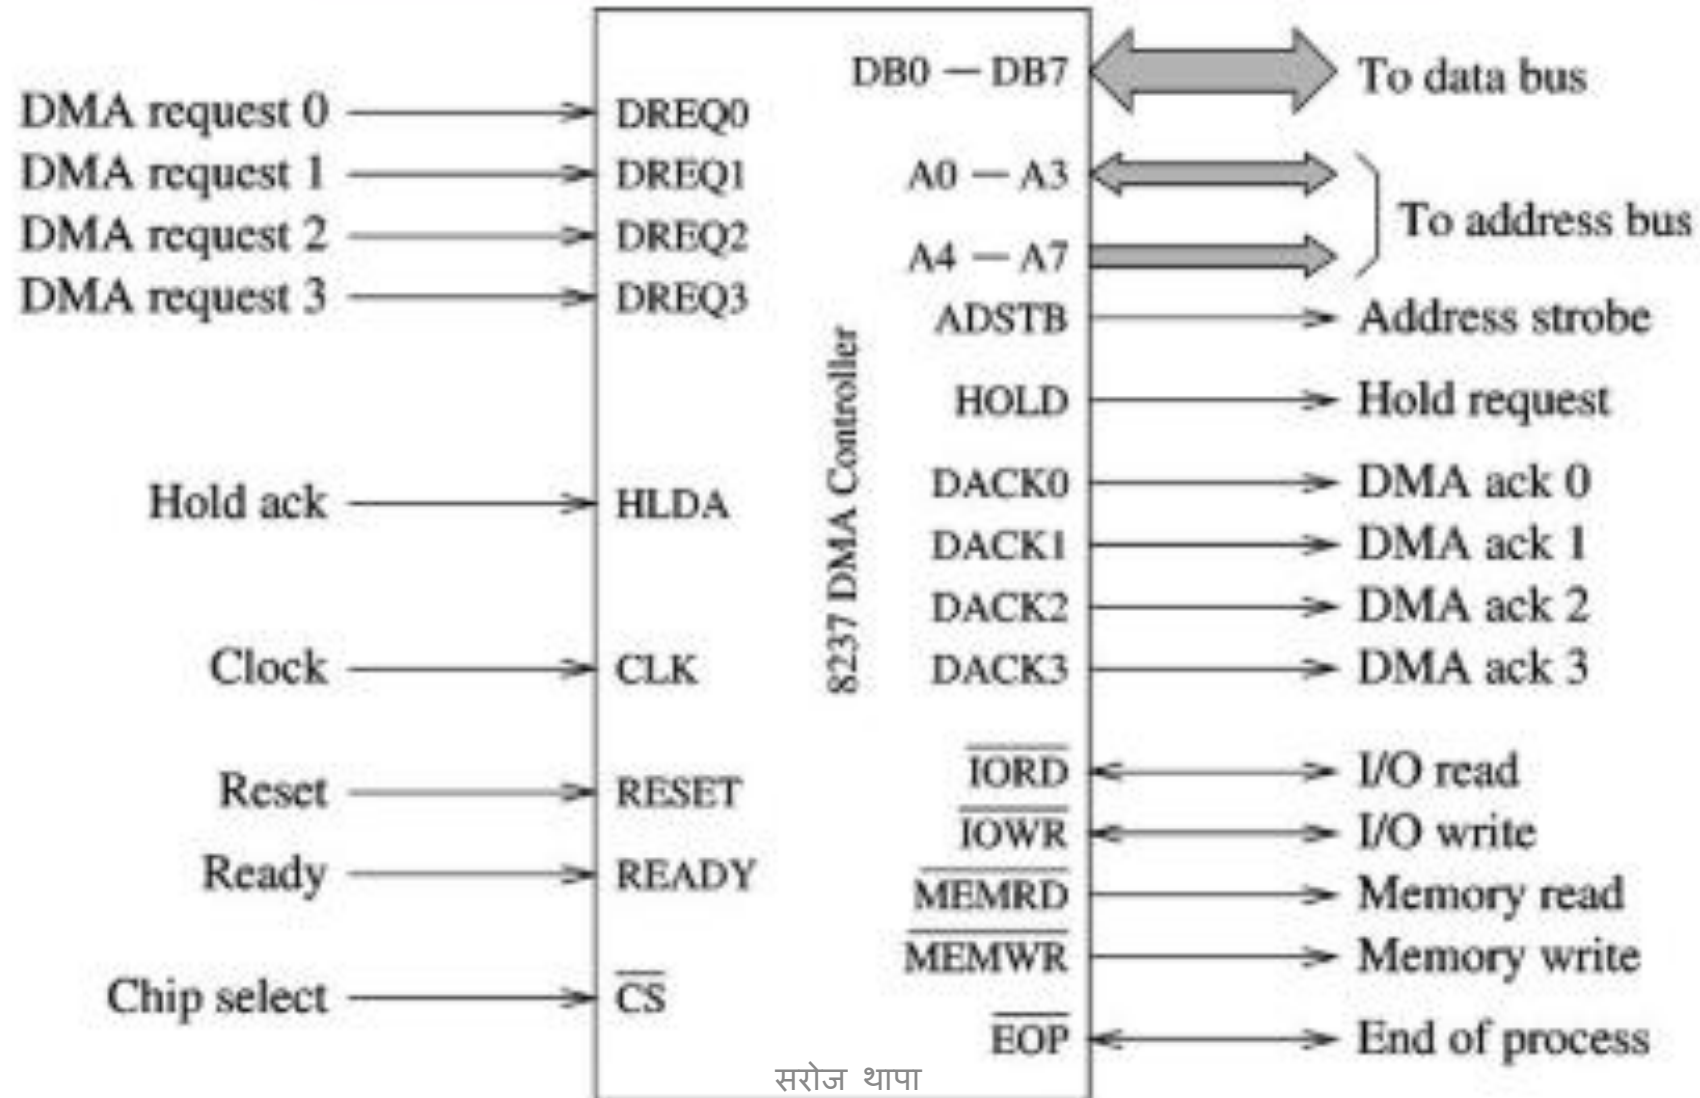 DMA request 0
DMA request 1
DMA request 2
DMA request 3
Hold ack
Clock
Reset
Ready
Chip select
DREQ0
DREQ1
DREQ2
DREQ3
HLDA
CLK
RESET
READY
CS
8237 DMA Controller
DB0 — DB7
A0 — A3
A4 — A7
ADSTB
HOLD
DACK0
DACK1
DACK2
DACK3
IORD
IOWR
MEMRD
MEMWR
EOP
To data bus
To address bus
Address strobe
Hold request
DMA ack 0
DMA ack 1
DMA ack 2
DMA ack 3
I/O read
I/O write
Memory read
Memory write
End of process
सरोज थापा